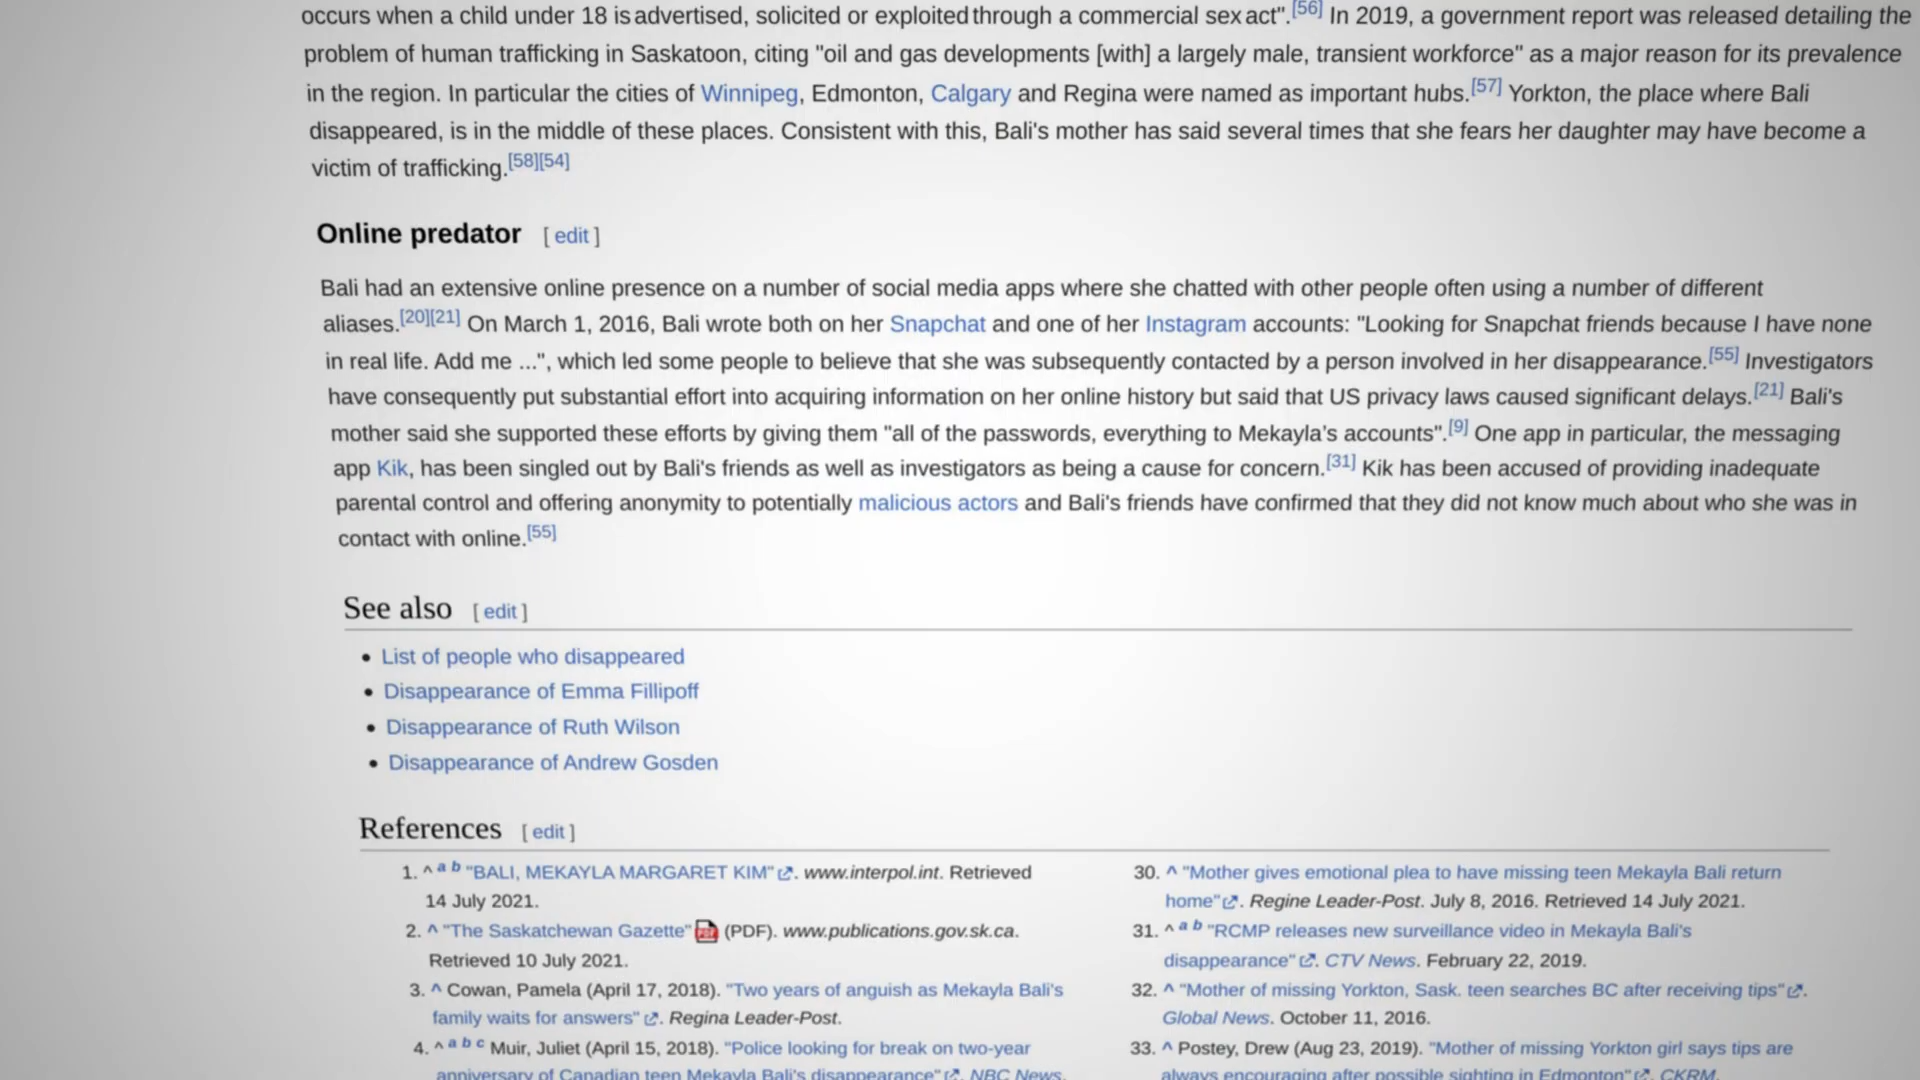 occurs when a child under 18 is advertised, solicited or exploited through a commercial sex act".[56] In 2019, a government report was released detailing the
problem of human trafficking in Saskatoon, citing "oil and gas developments [with] a largely male, transient workforce" as a major reason for its prevalence
in the region. In particular the cities of Winnipeg, Edmonton, Calgary and Regina were named as important hubs.[57] Yorkton, the place where Bali
disappeared, is in the middle of these places. Consistent with this, Bali's mother has said several times that she fears her daughter may have become a
victim of trafficking.[58][54]
Online predator [ edit ]
Bali had an extensive online presence on a number of social media apps where she chatted with other people often using a number of different
aliases.[20][21] On March 1, 2016, Bali wrote both on her Snapchat and one of her Instagram accounts: "Looking for Snapchat friends because I have none
in real life. Add me ...", which led some people to believe that she was subsequently contacted by a person involved in her disappearance.[55] Investigators
have consequently put substantial effort into acquiring information on her online history but said that US privacy laws caused significant delays.[21] Bali's
mother said she supported these efforts by giving them "all of the passwords, everything to Mekayla's accounts".[9] One app in particular, the messaging
app Kik, has been singled out by Bali's friends as well as investigators as being a cause for concern.[31] Kik has been accused of providing inadequate
parental control and offering anonymity to potentially malicious actors and Bali's friends have confirmed that they did not know much about who she was in
contact with online.[55]
See also [ edit ]
• List of people who disappeared
• Disappearance of Emma Fillipoff
• Disappearance of Ruth Wilson
• Disappearance of Andrew Gosden
References [ edit ]
1. ^ a b "BALI, MEKAYLA MARGARET KIM". www.interpol.int. Retrieved
14 July 2021.
2. ^ "The Saskatchewan Gazette" PDF (PDF). www.publications.gov.sk.ca.
Retrieved 10 July 2021.
3. ^ Cowan, Pamela (April 17, 2018). "Two years of anguish as Mekayla Bali's
family waits for answers". Regina Leader-Post.
4. ^ a b c Muir, Juliet (April 15, 2018). "Police looking for break on two-year
anniversary of Canadian teen Mekayla Bali's disappearance". NBC News.
30. ^ "Mother gives emotional plea to have missing teen Mekayla Bali return
home". Regine Leader-Post. July 8, 2016. Retrieved 14 July 2021.
31. ^ a b "RCMP releases new surveillance video in Mekayla Bali's
disappearance". CTV News. February 22, 2019.
32. ^ "Mother of missing Yorkton, Sask. teen searches BC after receiving tips".
Global News. October 11, 2016.
33. ^ Postey, Drew (Aug 23, 2019). "Mother of missing Yorkton girl says tips are
always encouraging after possible sighting in Edmonton". CKRM.